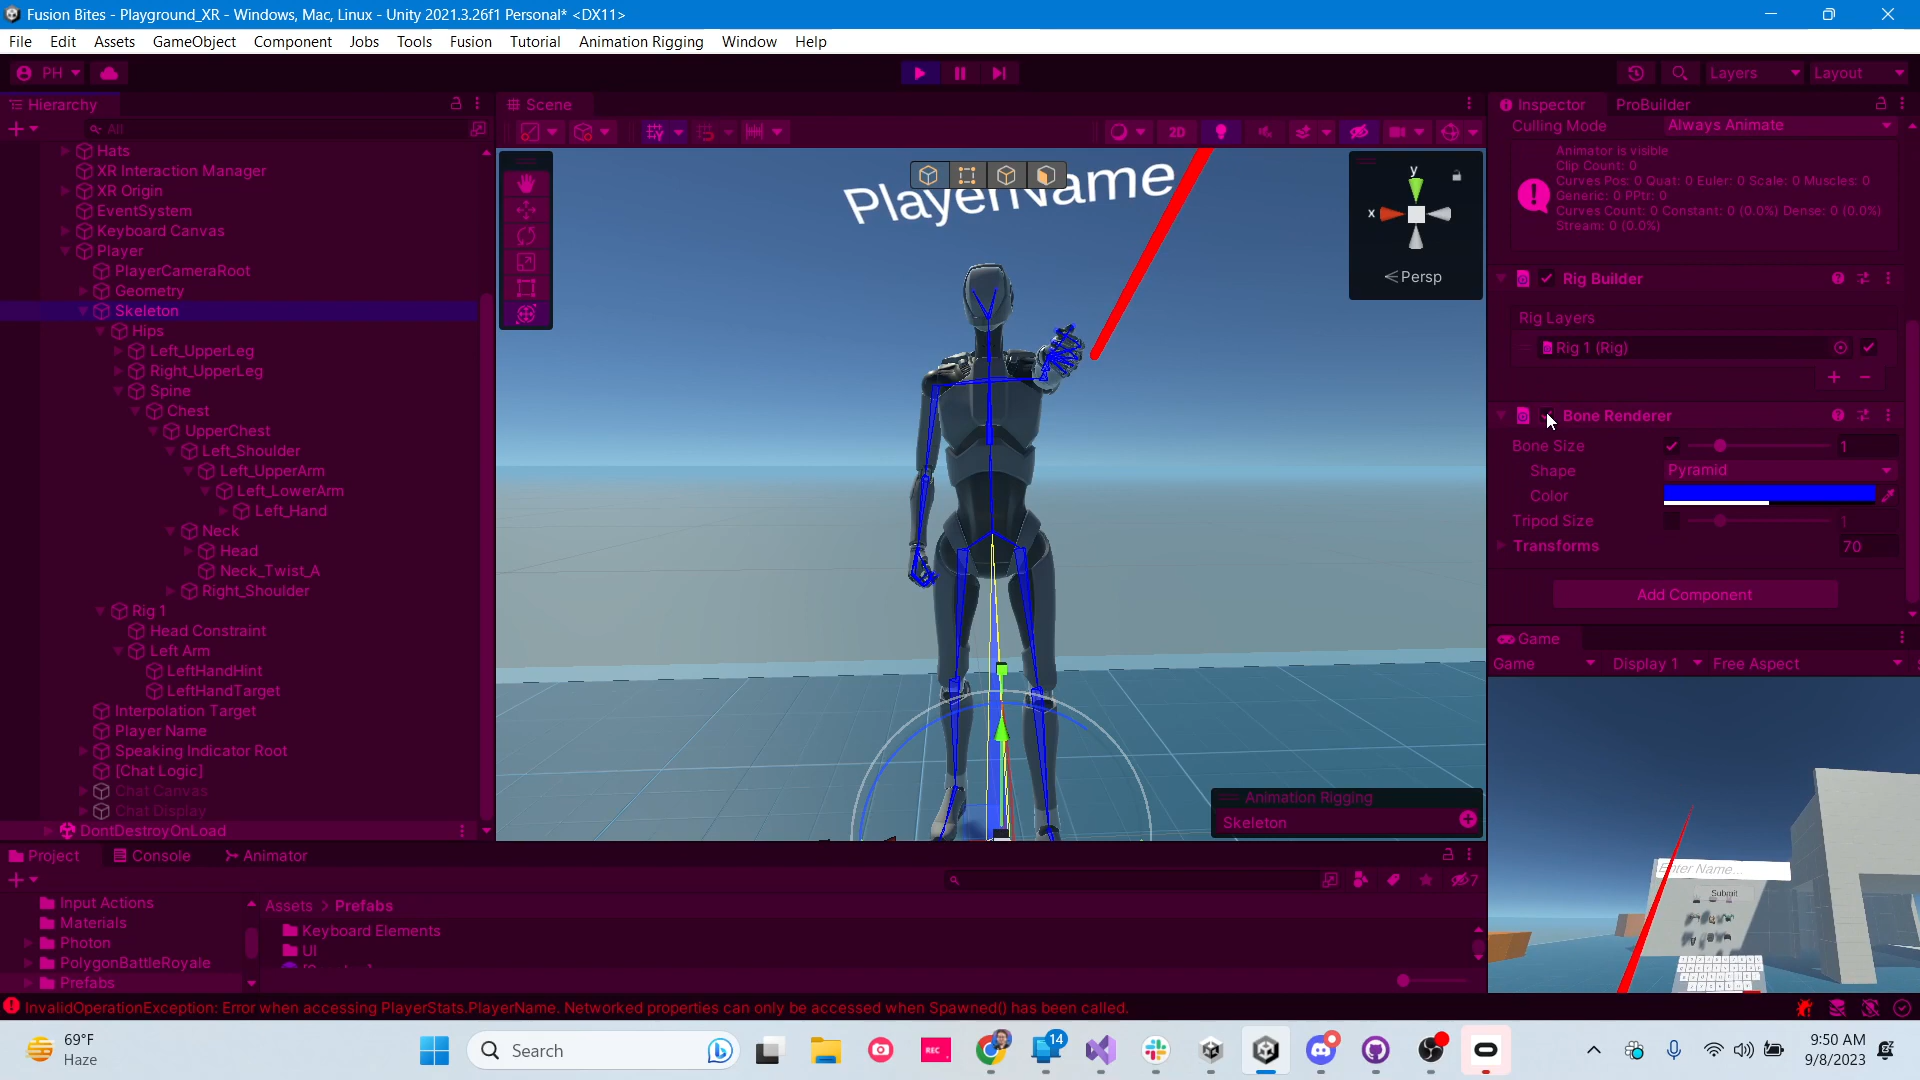 Fusion Bites - Playground_XR - Windows, Mac, Linux - Unity 2021.3.26f1 Personal* <DX11>
File Edit Assets GameObject Component Jobs Tools Fusion Tutorial Animation Rigging Window Help
PH Layers Layout
Hierarchy
All
Hats
XR Interaction Manager
XR Origin
EventSystem
Keyboard Canvas
Player
PlayerCameraRoot
Geometry
Skeleton
Hips
Left_UpperLeg
Right_UpperLeg
Spine
Chest
UpperChest
Left_Shoulder
Left_UpperArm
Left_LowerArm
Left_Hand
Neck
Head
Neck_Twist_A
Right_Shoulder
Rig 1
Head Constraint
Left Arm
LeftHandHint
LeftHandTarget
Interpolation Target
Player Name
Speaking Indicator Root
[Chat Logic]
Chat Canvas
Chat Display
DontDestroyOnLoad
Scene
2D
PlayerName
y
x
Persp
Animation Rigging
Skeleton
Inspector ProBuilder
Culling Mode Always Animate
Animator is visible
Clip Count: 0
Curves Pos: 0 Quat: 0 Euler: 0 Scale: 0 Muscles: 0
Generic: 0 PPtr: 0
Curves Count: 0 Constant: 0 (0.0%) Dense: 0 (0.0%)
Stream: 0 (0.0%)
Rig Builder
Rig Layers
Rig 1 (Rig)
Bone Renderer
Bone Size 1
Shape Pyramid
Color
Tripod Size 1
Transforms 70
Add Component
Game
Game Display 1 Free Aspect
Enter Name...
Submit
Project Console Animator
7
Input Actions
Materials
Photon
PolygonBattleRoyale
Prefabs
Assets > Prefabs
Keyboard Elements
UI
InvalidOperationException: Error when accessing PlayerStats.PlayerName. Networked properties can only be accessed when Spawned() has been called.
69°F
Haze
Search
REC
14
9:50 AM
9/8/2023